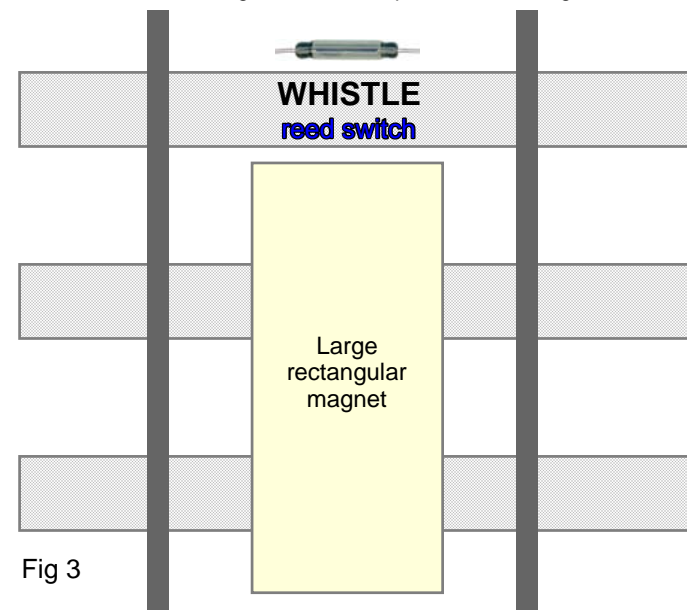 WHISTLE
reed switch
Large
rectangular
magnet
Fig 3